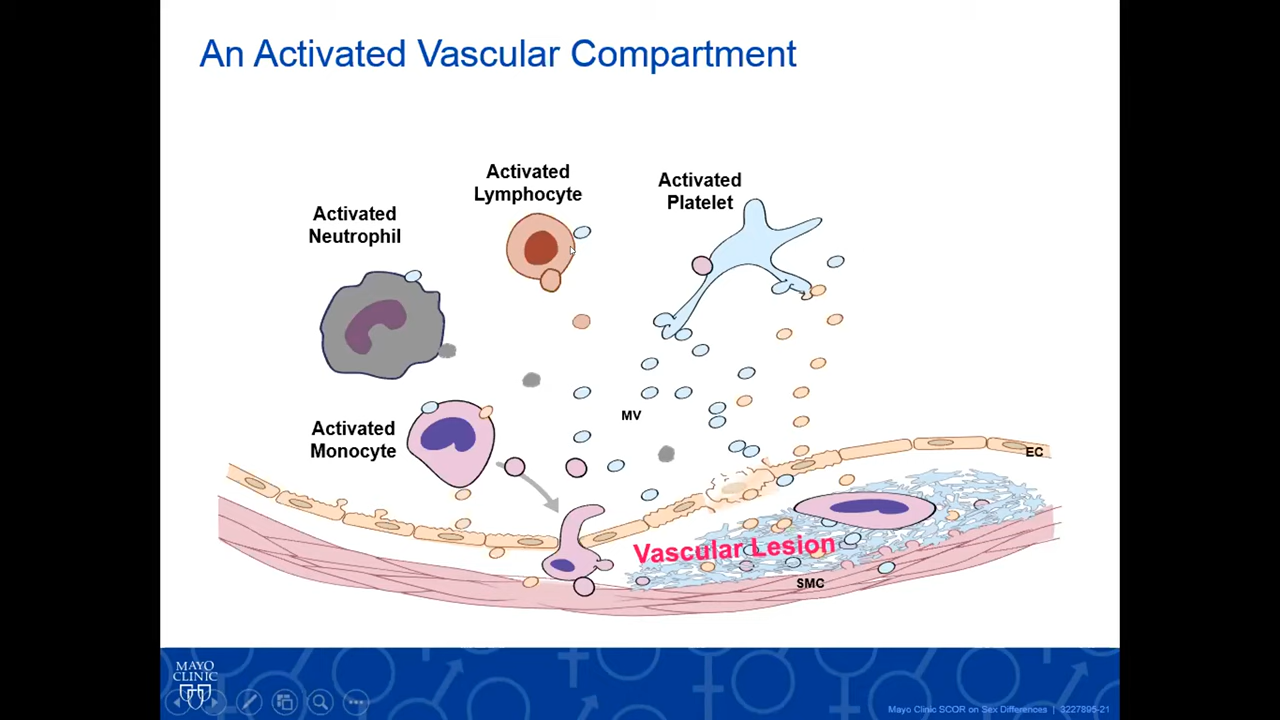 An Activated Vascular Compartment
Activated
Lymphocyte
Activated
Platelet
Activated
Neutrophil
MV
Activated
Monocyte
EC
Vascular Lesion
SMC
MAYO
CLINIC
Mayo Clinic SCOR on Sex Differences | 3227895-21